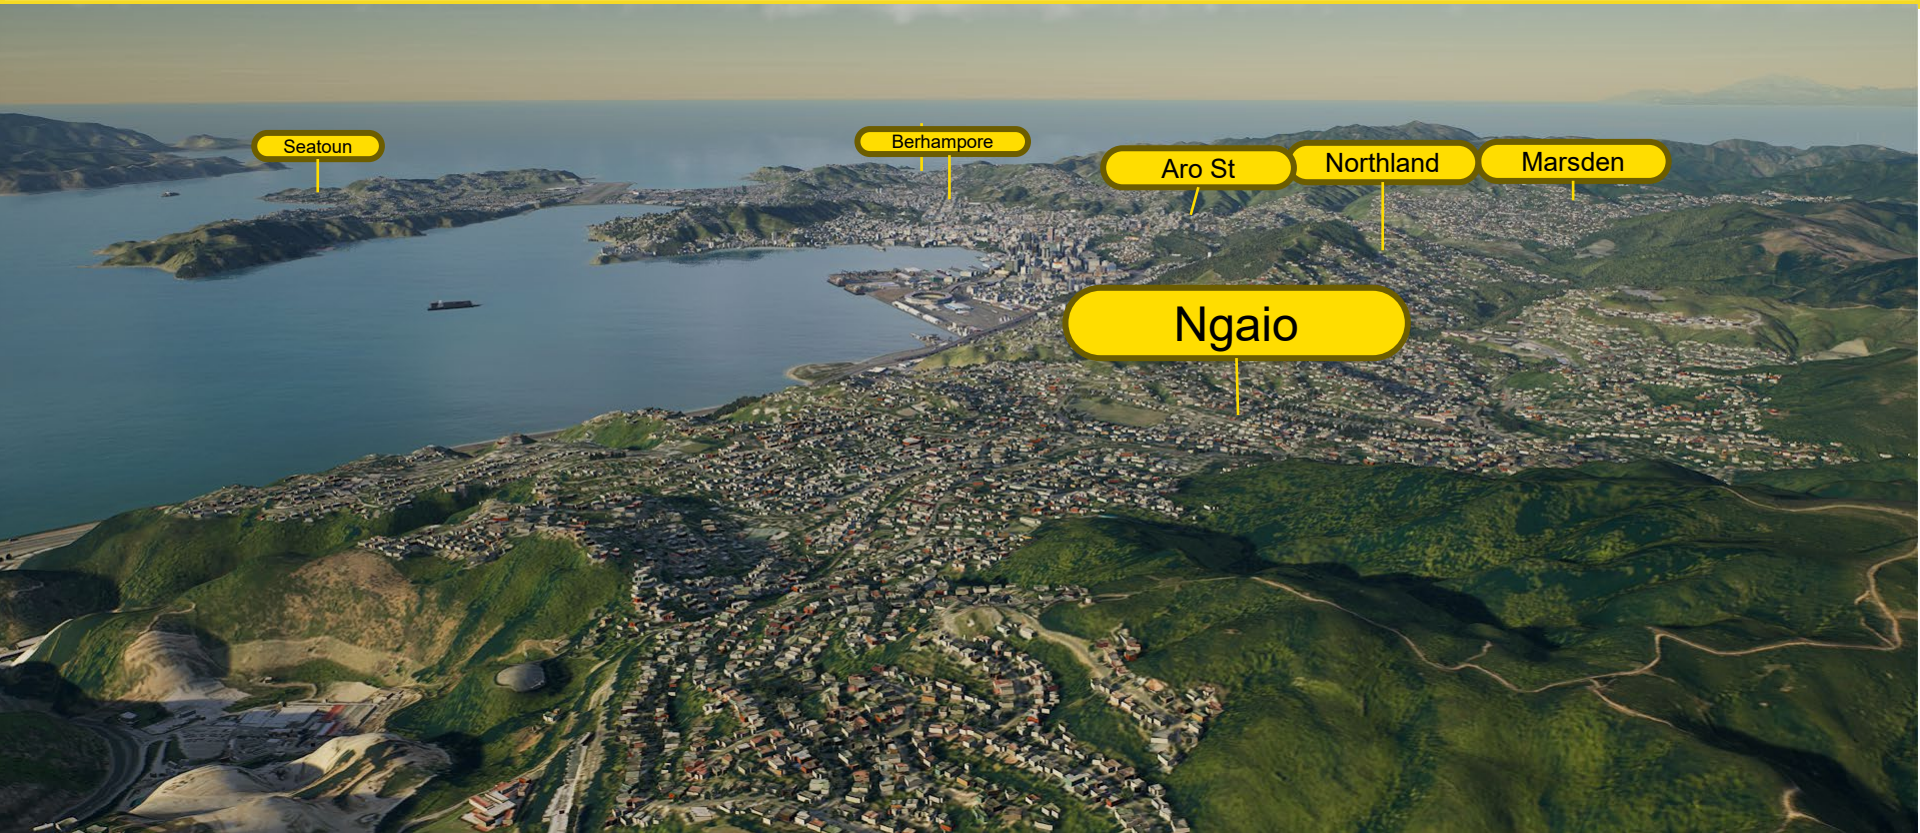 Seatoun
Berhampore
Aro St
Northland
Marsden
Ngaio